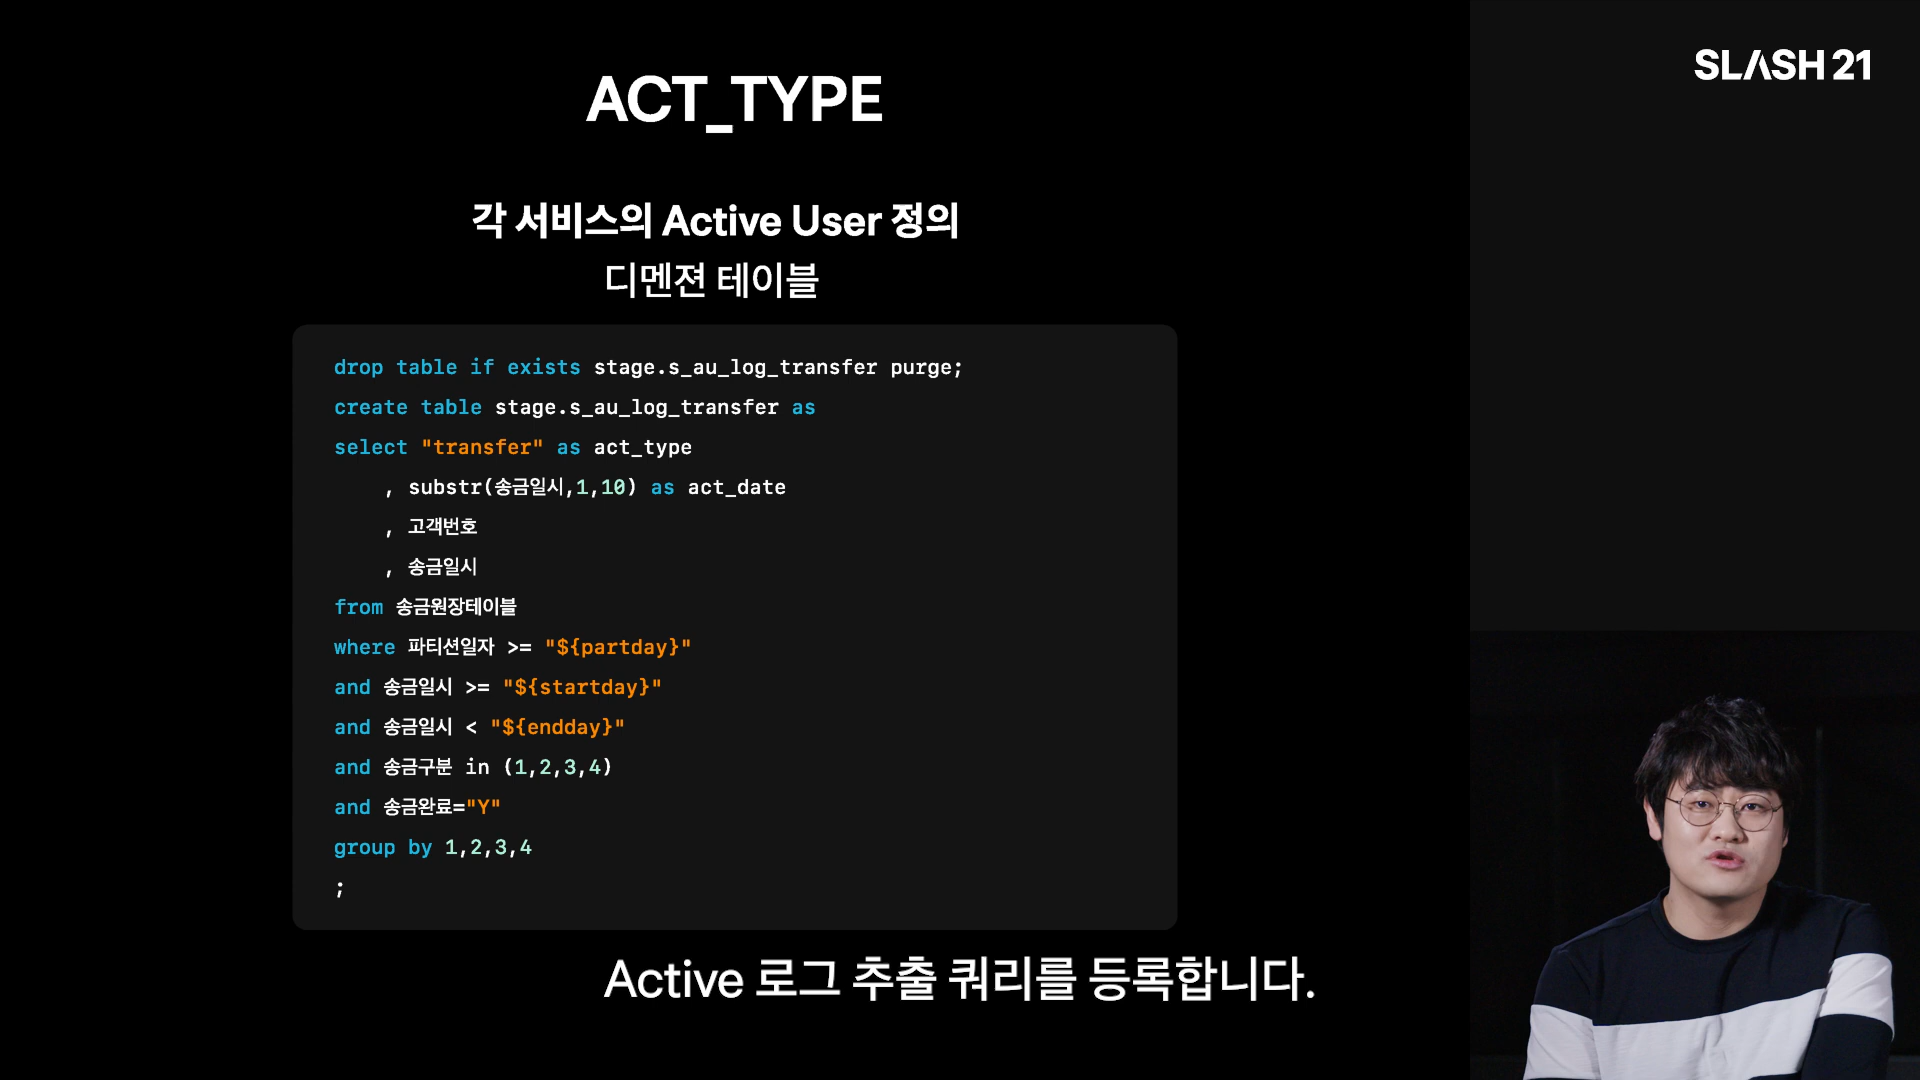 SLASH 21
ACT_TYPE
각 서비스의 Active User 정의
디멘젼 테이블
drop table if exists stage.s_au_log_transfer purge;
create table stage.s_au_log_transfer as
select "transfer" as act_type
, substr(송금일시,1,10) as act_date
, 고객번호
, 송금일시
from 송금원장테이블
where 파티션일자 >= "${partday}"
and 송금일시 >= "${startday}"
and 송금일시 < "${endday}"
and 송금구분 in (1,2,3,4)
and 송금완료="Y"
group by 1,2,3,4
;
Active 로그 추출 쿼리를 등록합니다.